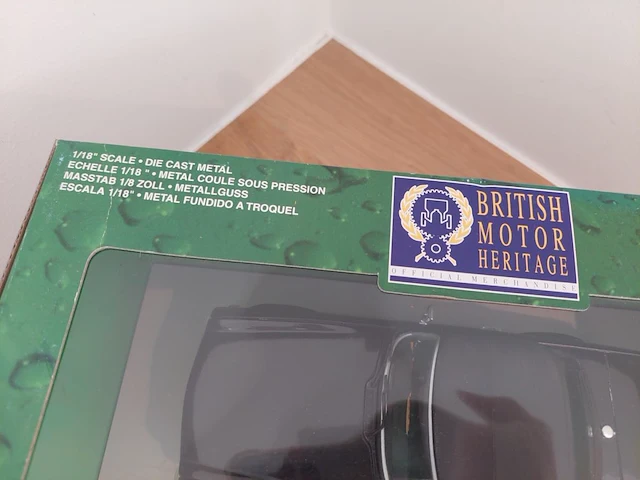 1/18" SCALE • DIE CAST METAL
ECHELLE 1/18 " • METAL COULE SOUS PRESSION
MASSTAB 1/8 ZOLL • METALLGUSS
ESCALA 1/18" • METAL FUNDIDO A TROQUEL
BRITISH
MOTOR
HERITAGE
OFFICIAL MERCHANDISE